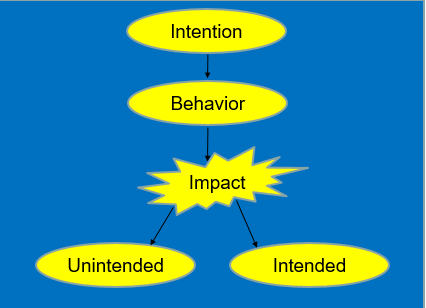 Intention
Behavior
Impact
Unintended
Intended